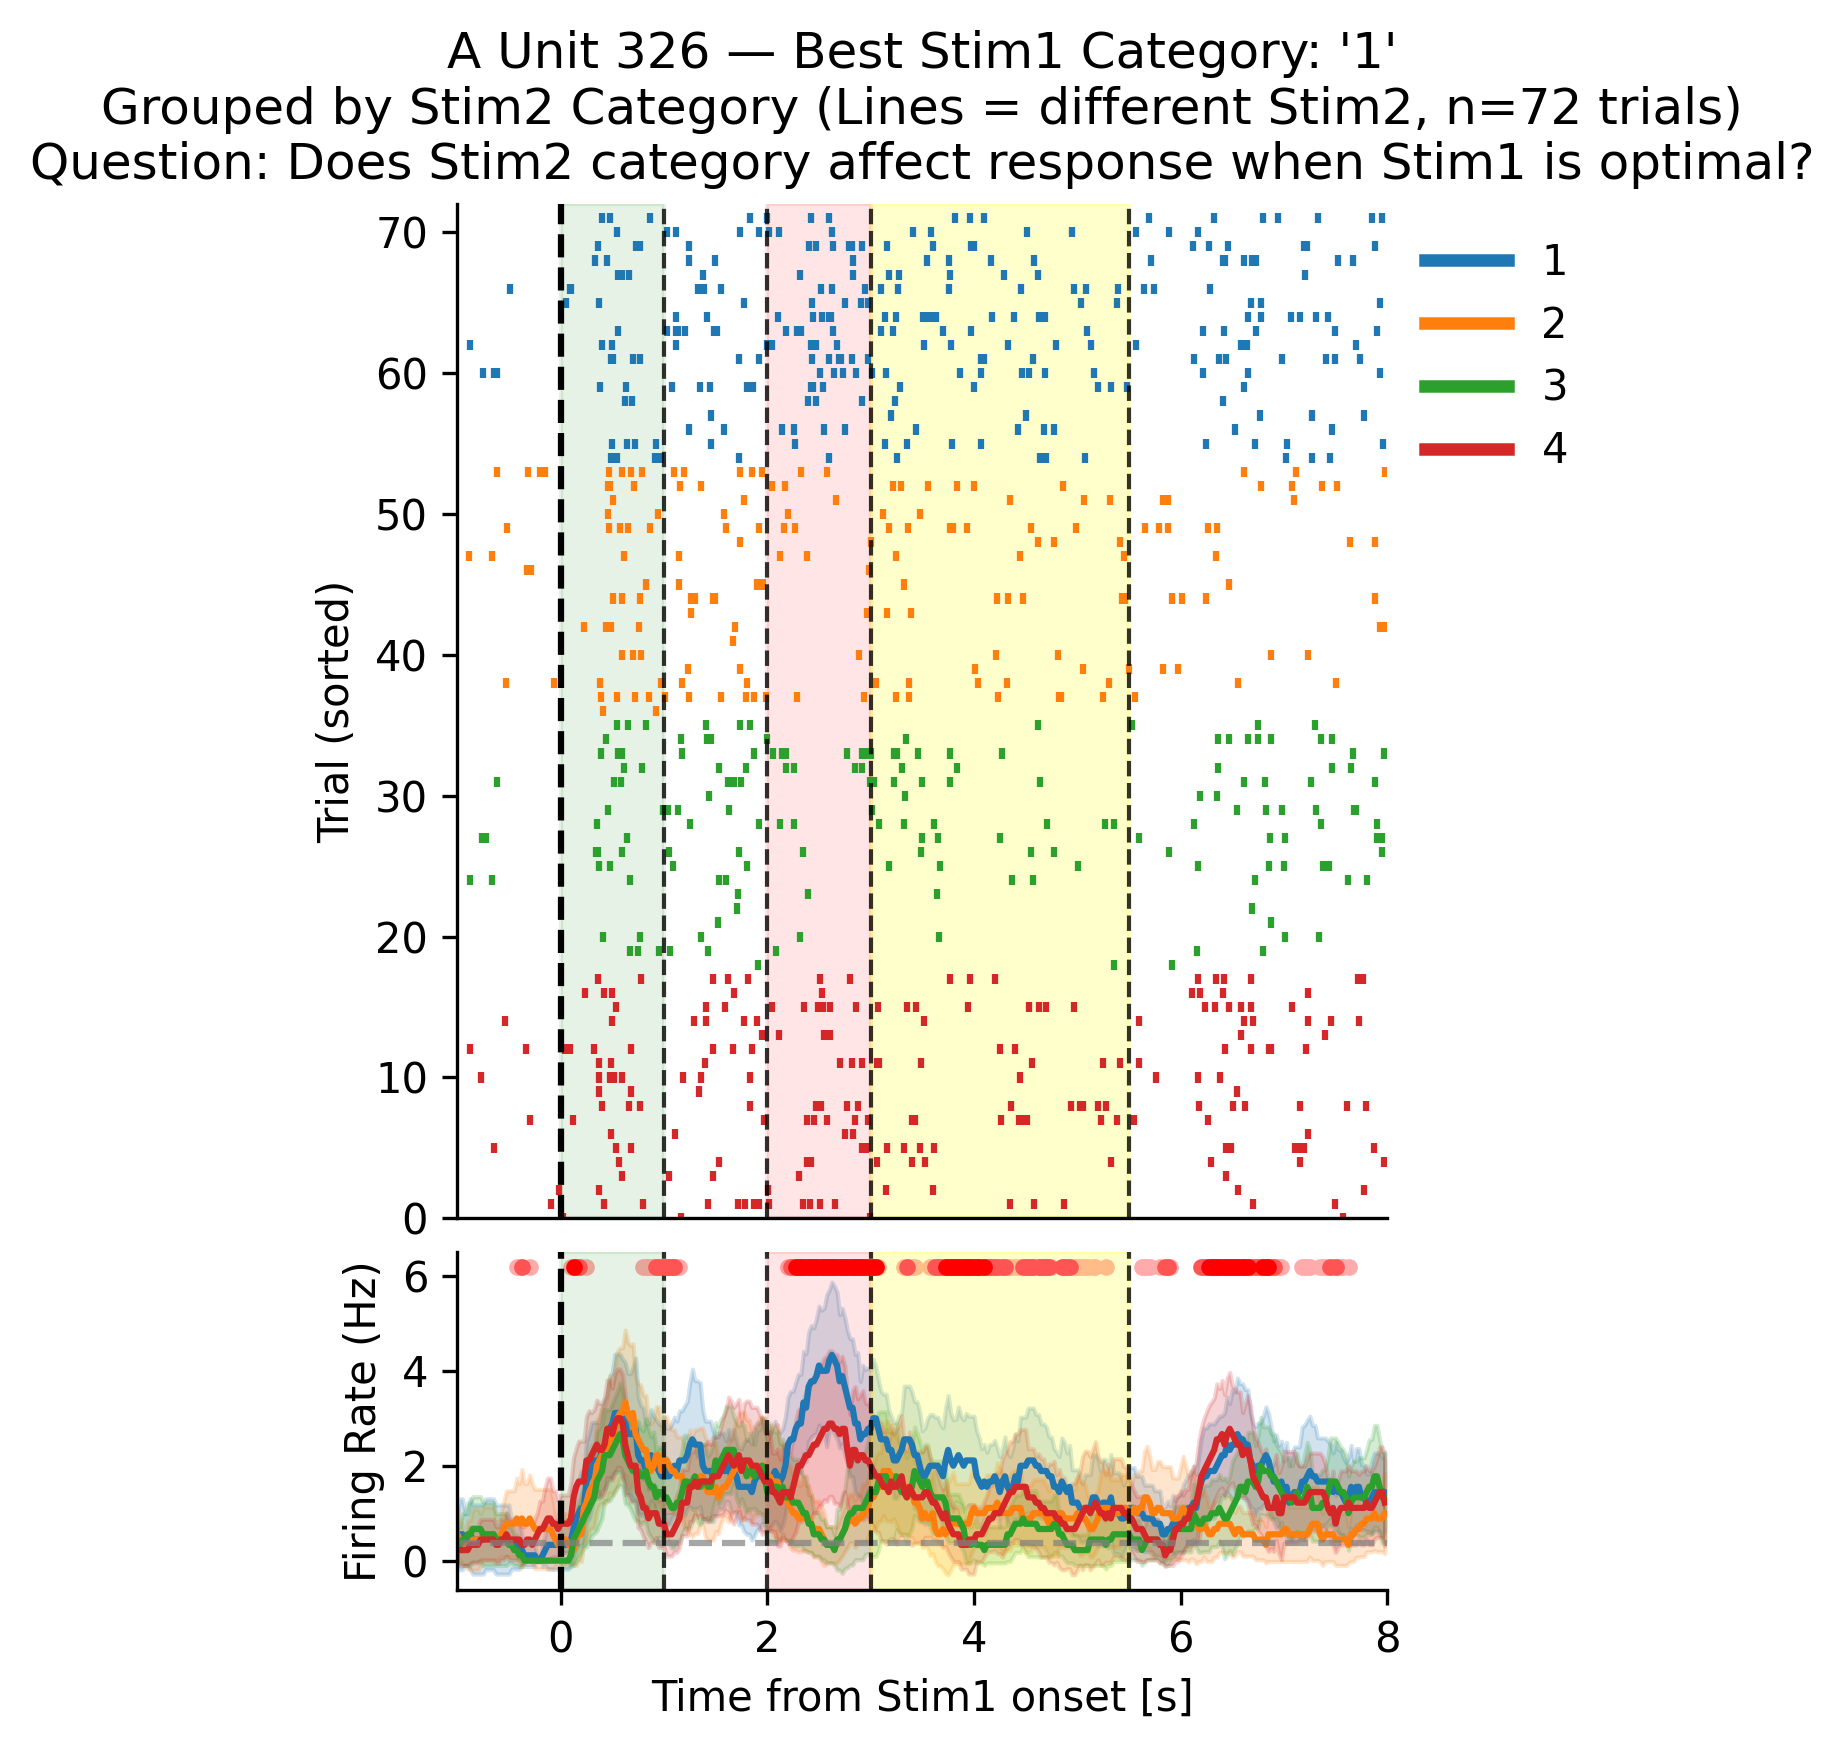 A Unit 326 — Best Stim1 Category: '1'
Grouped by Stim2 Category (Lines = different Stim2, n=72 trials)
Question: Does Stim2 category affect response when Stim1 is optimal?
70
60
50
40
30
20
10
0
Trial (sorted)
1
2
3
4
6
4
2
0
Firing Rate (Hz)
0 2 4 6 8
Time from Stim1 onset [s]